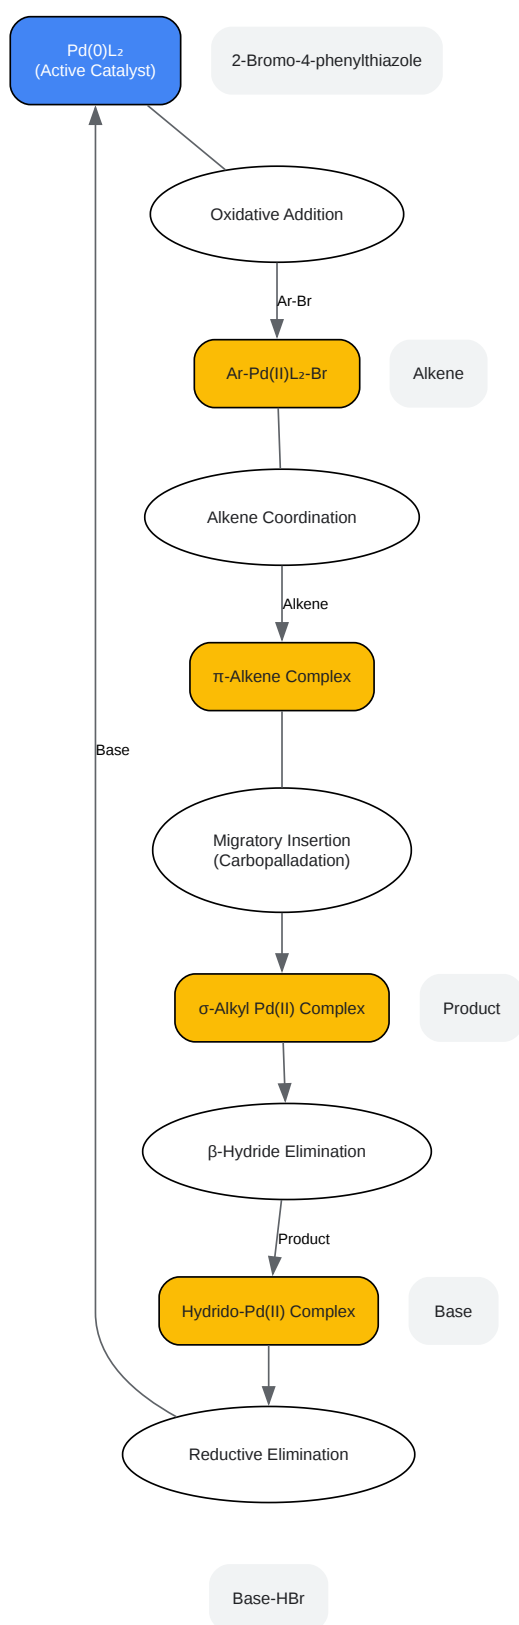 Pd(0)L₂
(Active Catalyst)
2-Bromo-4-phenylthiazole
Oxidative Addition
Ar-Br
Ar-Pd(II)L₂-Br
Alkene
Alkene Coordination
Alkene
π-Alkene Complex
Base
Migratory Insertion
(Carbopalladation)
σ-Alkyl Pd(II) Complex
Product
β-Hydride Elimination
Product
Hydrido-Pd(II) Complex
Base
Reductive Elimination
Base-HBr